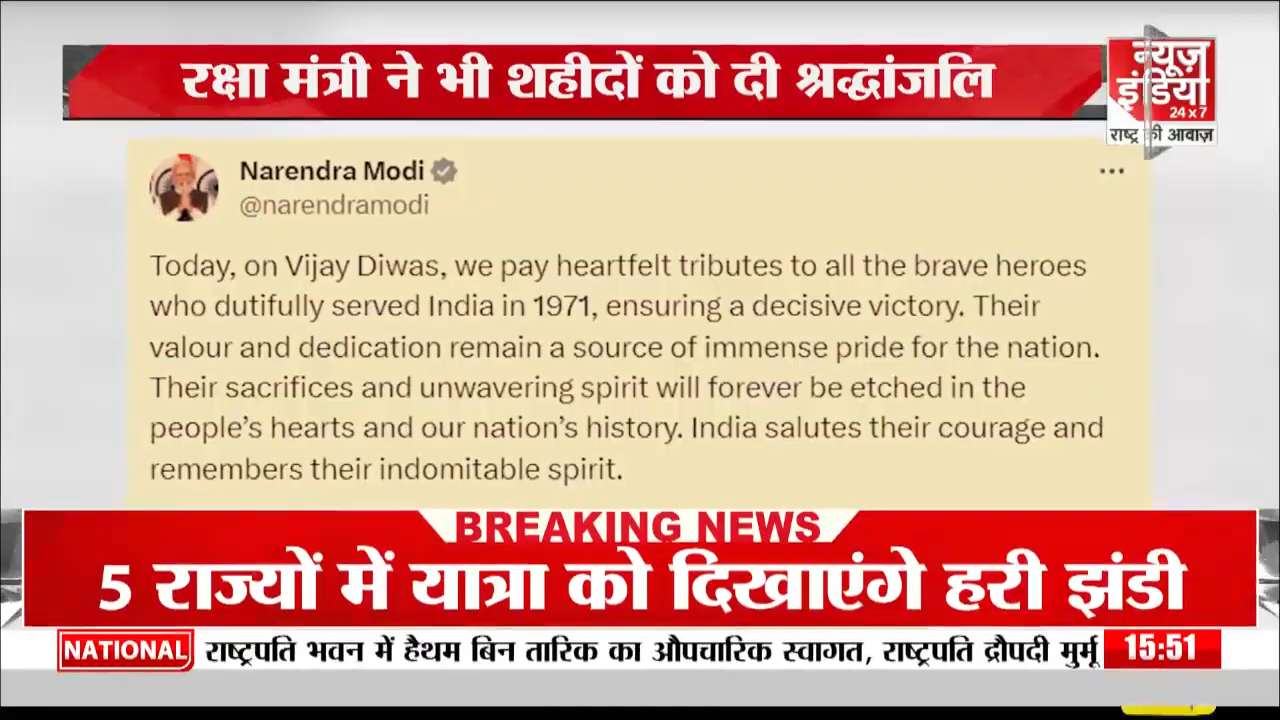 रक्षा मंत्री ने भी शहीदों को दी श्रद्धांजलि
न्यूज़
इंडिया
24x7
राष्ट्र की आवाज़
Narendra Modi
@narendramodi
Today, on Vijay Diwas, we pay heartfelt tributes to all the brave heroes
who dutifully served India in 1971, ensuring a decisive victory. Their
valour and dedication remain a source of immense pride for the nation.
Their sacrifices and unwavering spirit will forever be etched in the
people's hearts and our nation's history. India salutes their courage and
remembers their indomitable spirit.
BREAKING NEWS
5 राज्यों में यात्रा को दिखाएंगे हरी झंडी
NATIONAL राष्ट्रपति भवन में हैथम बिन तारिक का औपचारिक स्वागत, राष्ट्रपति द्रौपदी मुर्मू 15:51